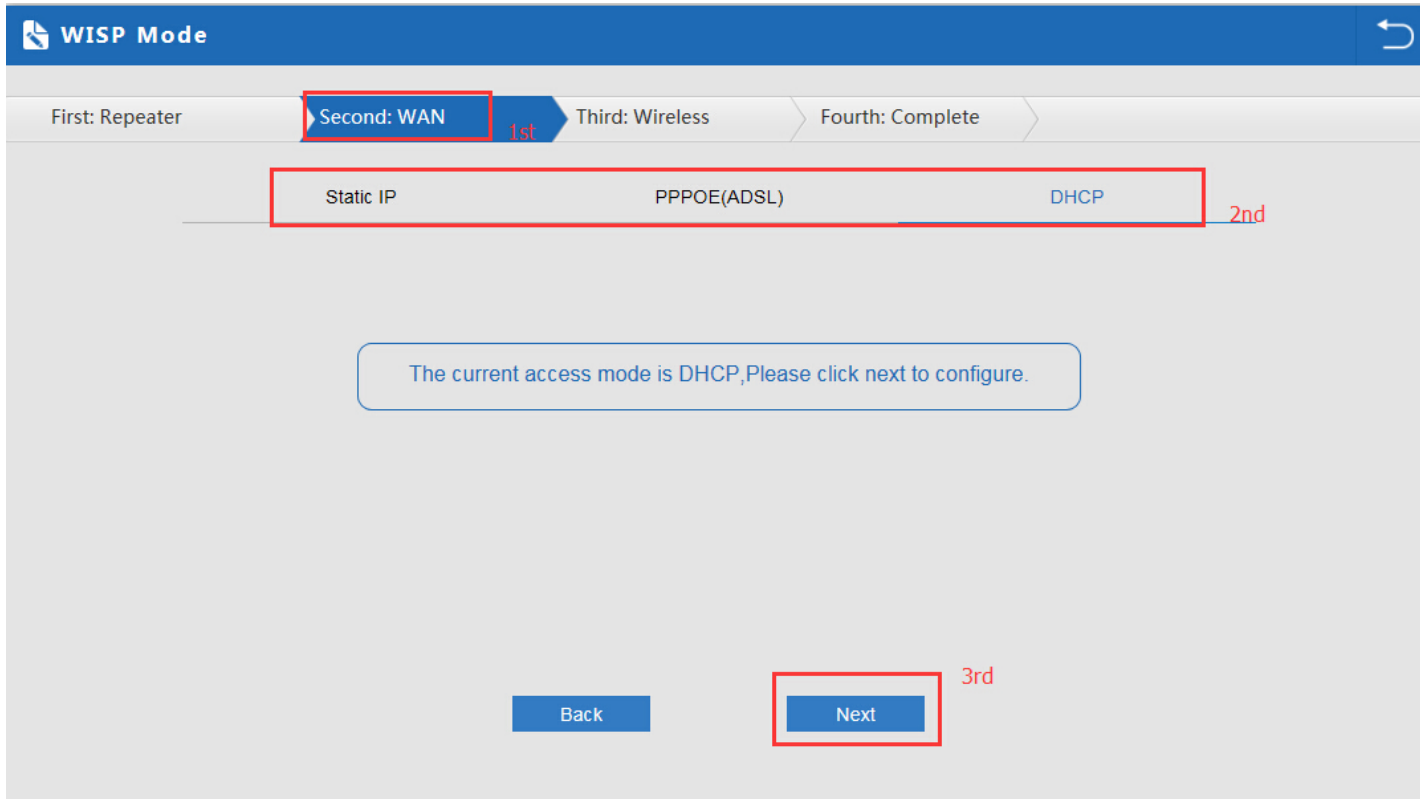 WISP Mode
First: Repeater Second: WAN 1st Third: Wireless Fourth: Complete
Static IP PPPOE(ADSL) DHCP 2nd
The current access mode is DHCP,Please click next to configure.
3rd
Back Next